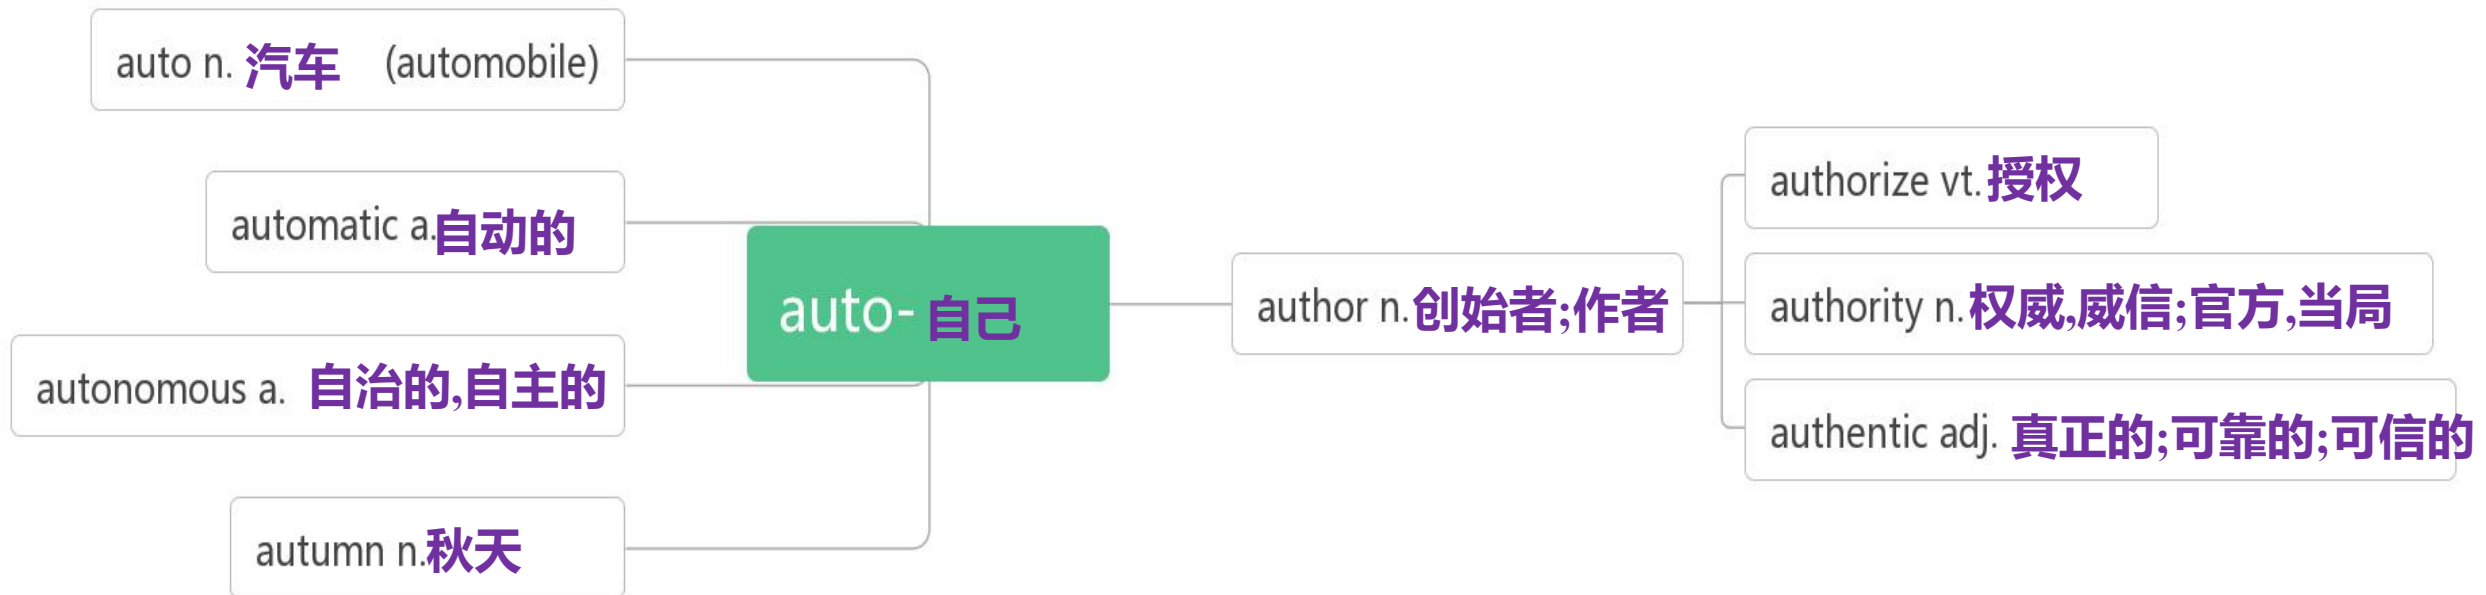 auto n. 汽车 (automobile)
automatic a.自动的
autonomous a. 自治的,自主的
autumn n.秋天
auto- 自己
author n.创始者;作者
authorize vt.授权
authority n.权威,威信;官方,当局
authentic adj. 真正的;可靠的;可信的